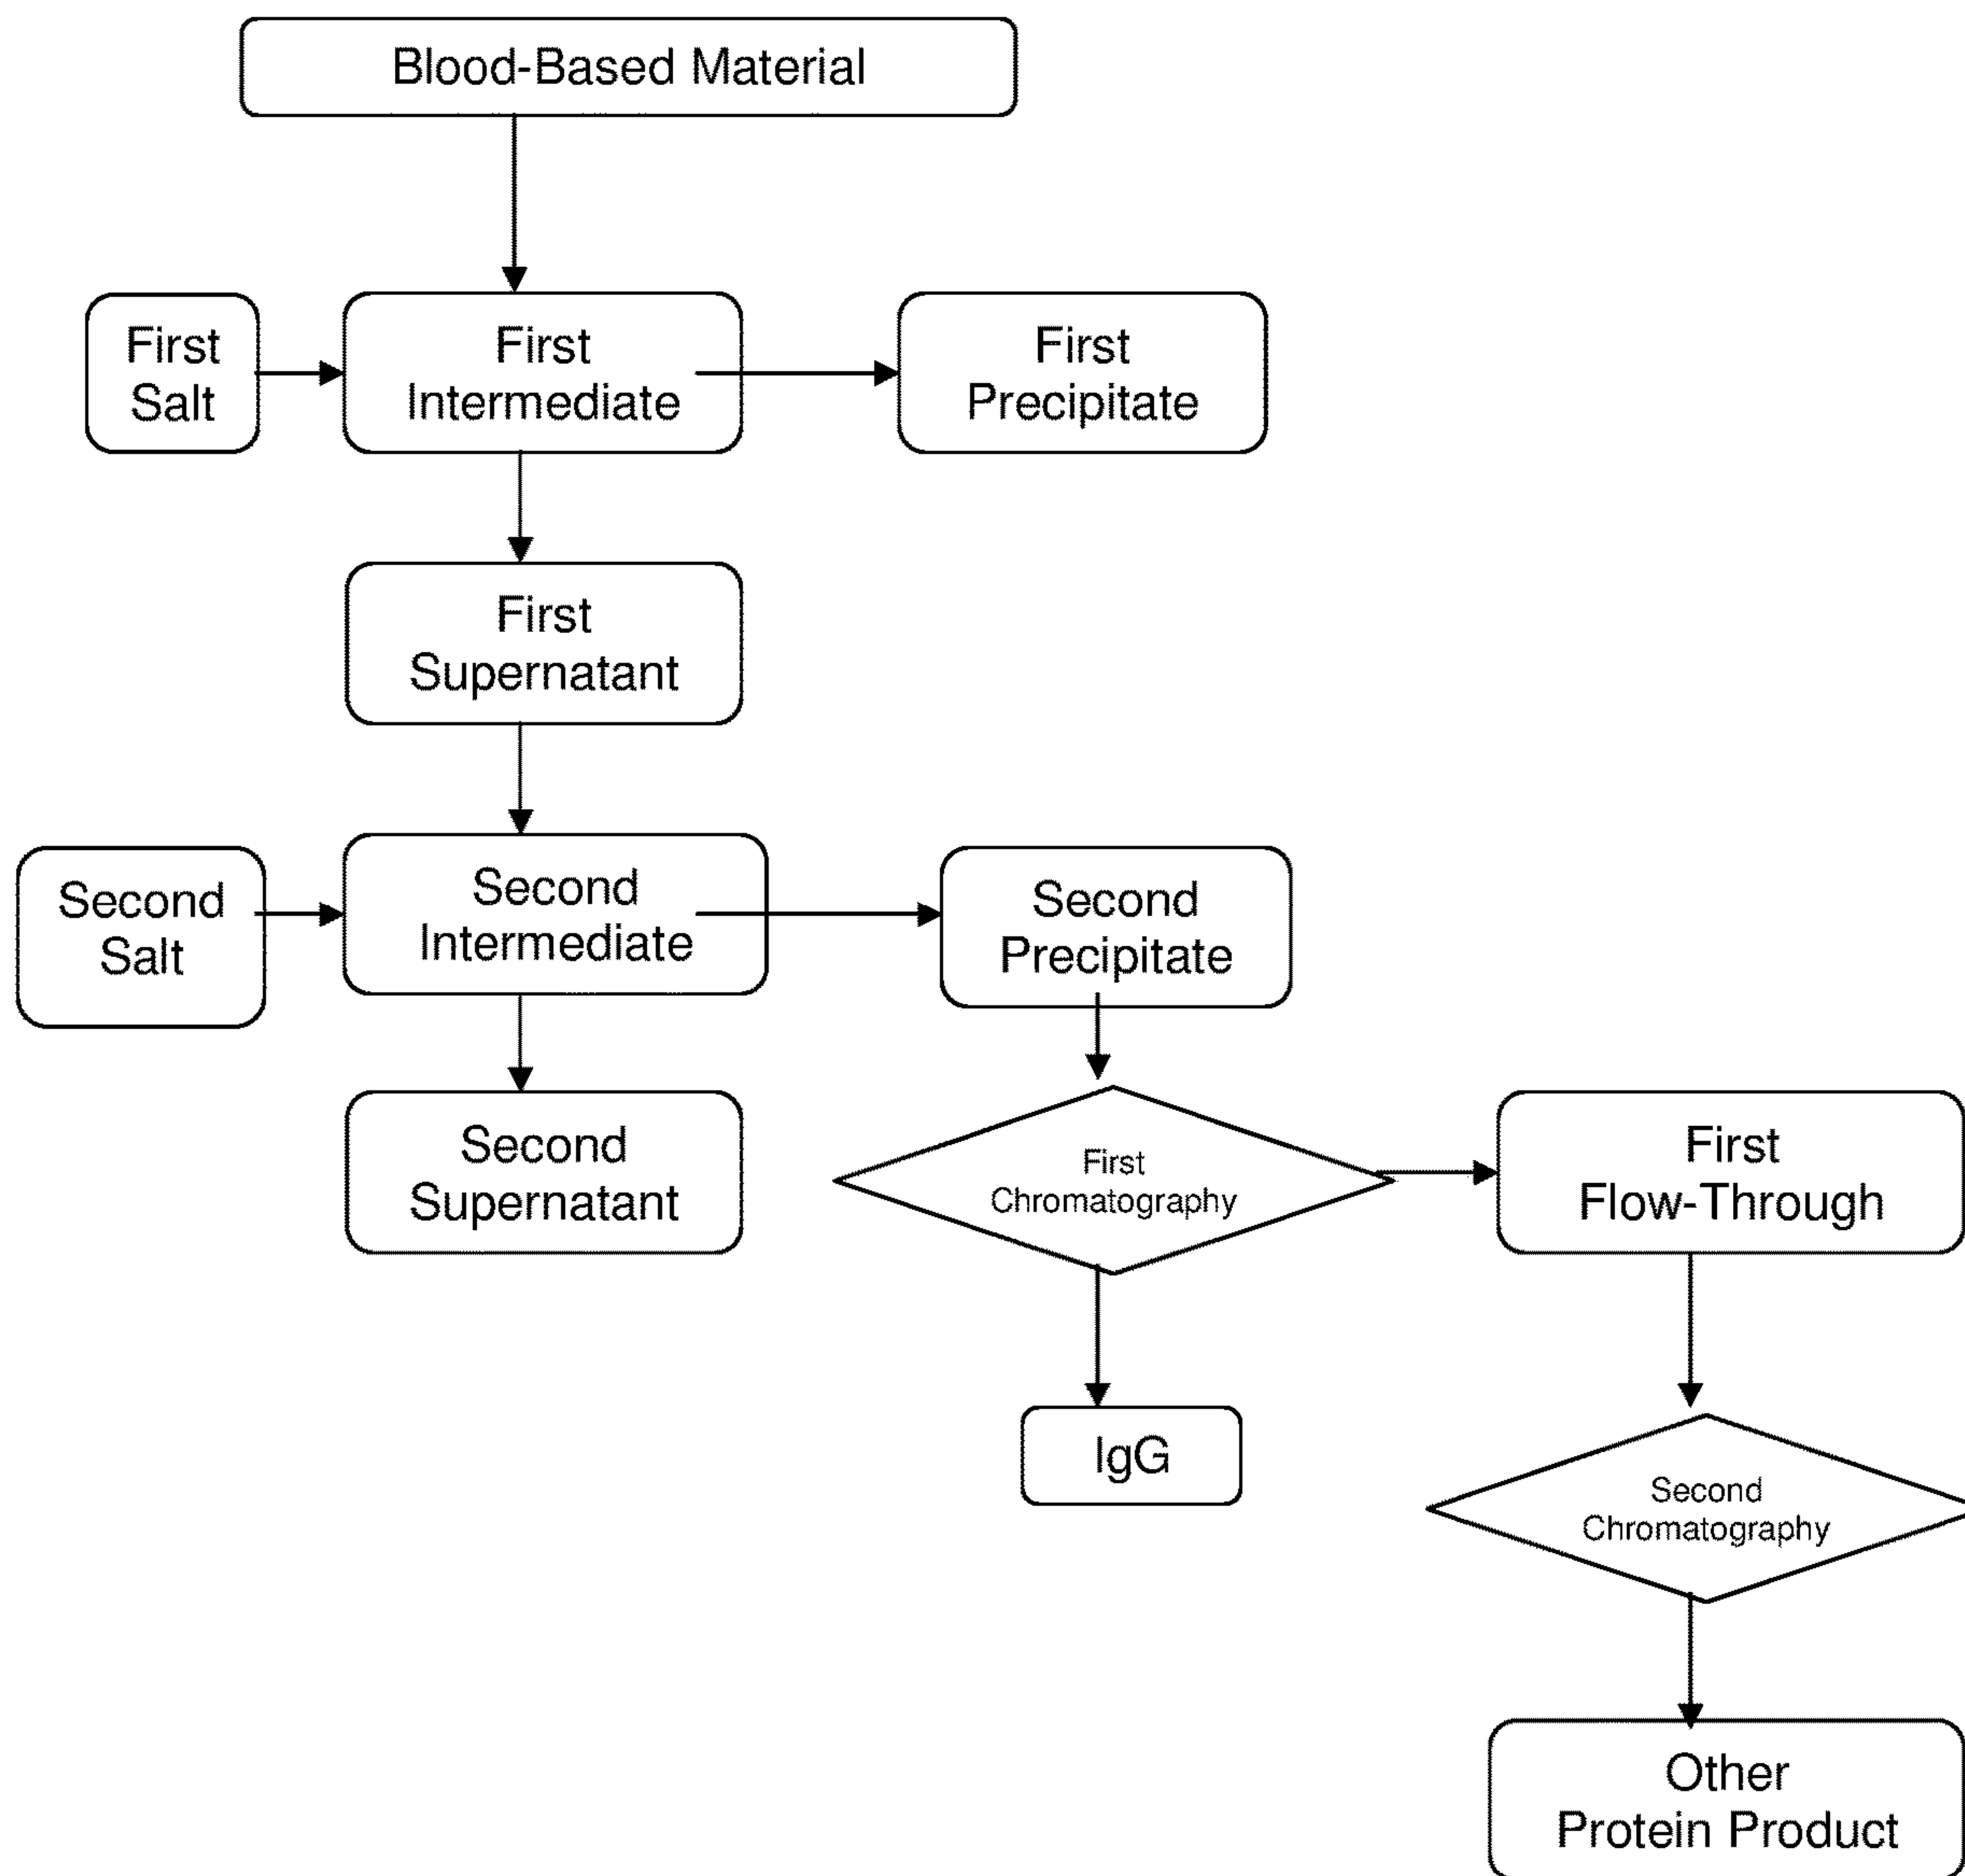 Blood-Based Material
First
Salt
First
Intermediate
First
Precipitate
First
Supernatant
Second
Salt
Second
Intermediate
Second
Precipitate
Second
Supernatant
First
Chromatography
First
Flow-Through
IgG
Second
Chromatography
Other
Protein Product